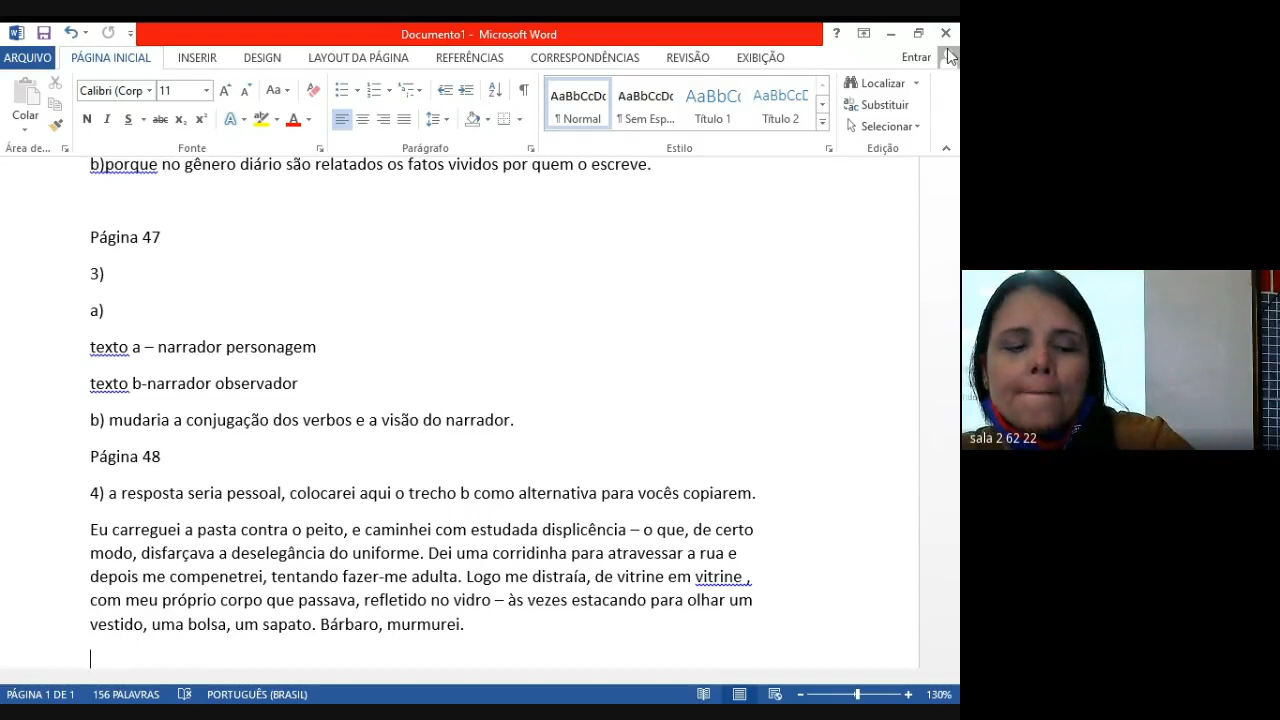 Documento1 - Microsoft Word
?
ARQUIVO PÁGINA INICIAL INSERIR DESIGN LAYOUT DA PÁGINA REFERÊNCIAS CORRESPONDÊNCIAS REVISÃO EXIBIÇÃO Entrar
Colar
Calibri (Corp 11 Aa
N I S abc x₂ x² A A
AaBbCcDc AaBbCcDc AaBbCc AaBbCcD
¶ Normal ¶ Sem Esp... Título 1 Título 2
Localizar
Substituir
Selecionar
Área de... Fonte Parágrafo Estilo Edição
b)porque no gênero diário são relatados os fatos vividos por quem o escreve.
Página 47
3)
a)
texto a – narrador personagem
texto b-narrador observador
b) mudaria a conjugação dos verbos e a visão do narrador.
Página 48
4) a resposta seria pessoal, colocarei aqui o trecho b como alternativa para vocês copiarem.
Eu carreguei a pasta contra o peito, e caminhei com estudada displicência – o que, de certo
modo, disfarçava a deselegância do uniforme. Dei uma corridinha para atravessar a rua e
depois me compenetrei, tentando fazer-me adulta. Logo me distraía, de vitrine em vitrine ,
com meu próprio corpo que passava, refletido no vidro – às vezes estacando para olhar um
vestido, uma bolsa, um sapato. Bárbaro, murmurei.
sala 2 62 22
PÁGINA 1 DE 1 156 PALAVRAS PORTUGUÊS (BRASIL) 130%